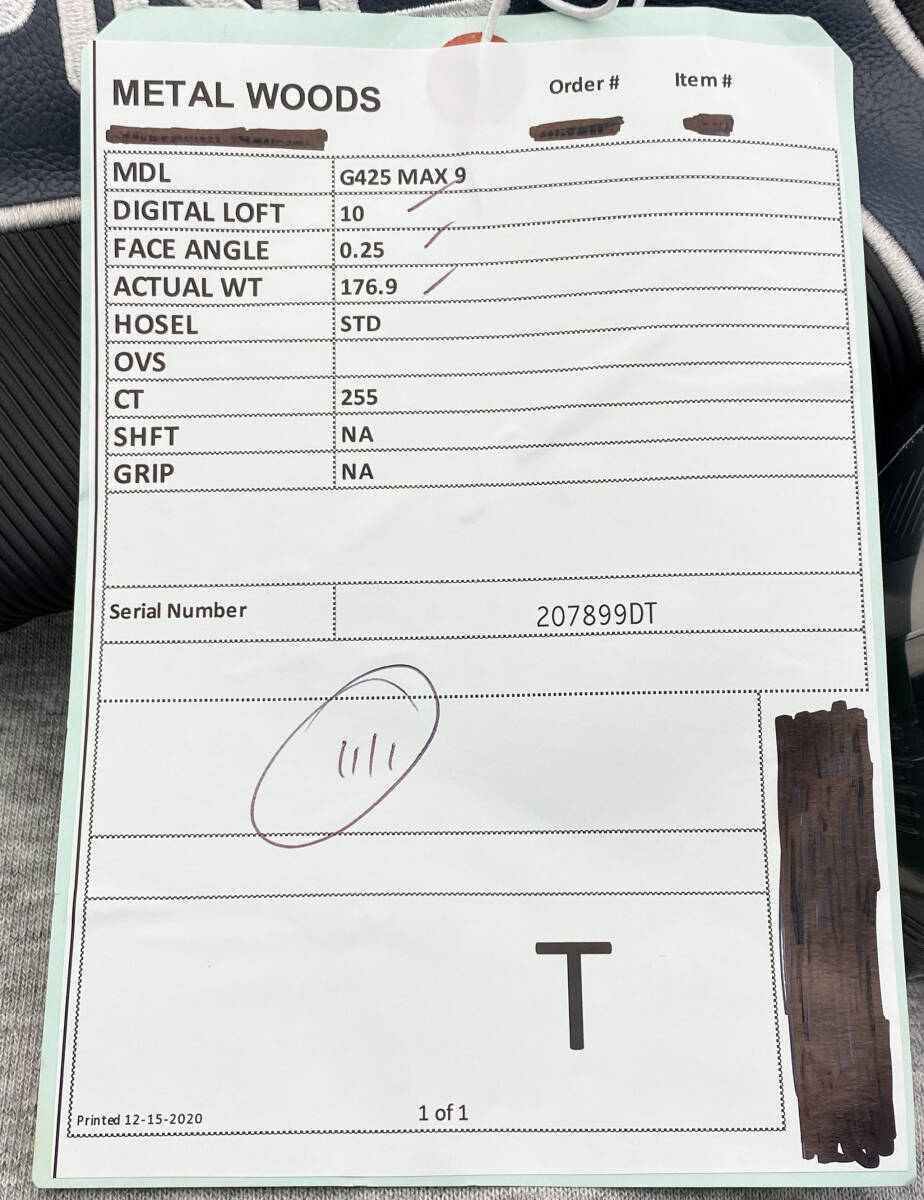 METAL WOODS
Order #
Item #
MDL G425 MAX 9
DIGITAL LOFT 10
FACE ANGLE 0.25
ACTUAL WT 176.9
HOSEL STD
OVS
CT 255
SHFT NA
GRIP NA
Serial Number 207899DT
T
Printed 12-15-2020
1 of 1